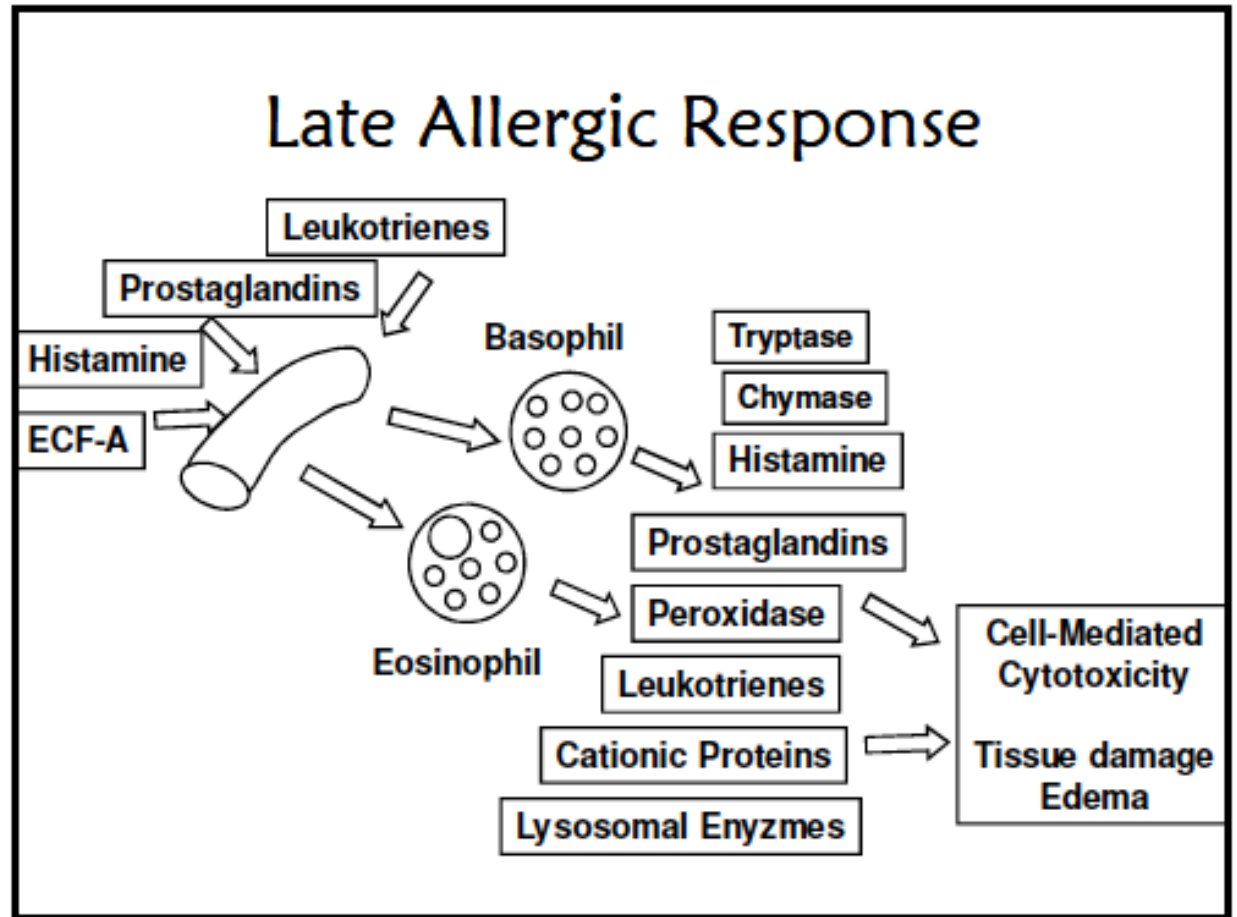 Late Allergic Response
Leukotrienes
Prostaglandins
Histamine
ECF-A
Basophil
Eosinophil
Tryptase
Chymase
Histamine
Prostaglandins
Peroxidase
Leukotrienes
Cationic Proteins
Lysosomal Enyzmes
Cell-Mediated
Cytotoxicity
Tissue damage
Edema